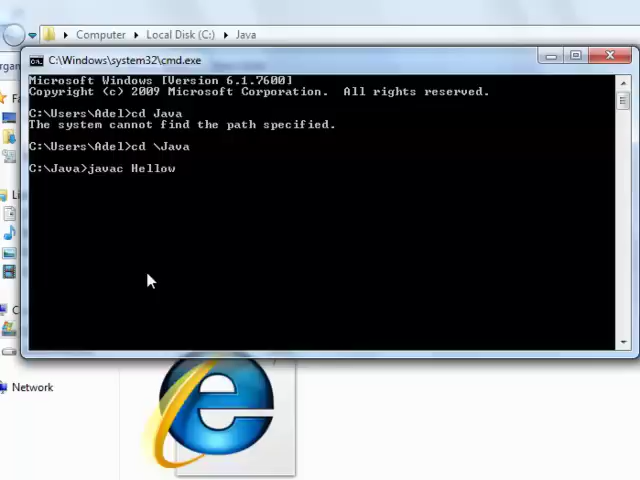 Computer Local Disk (C:) Java
C:\Windows\system32\cmd.exe
Microsoft Windows [Version 6.1.7600]
Copyright (c) 2009 Microsoft Corporation. All rights reserved.
C:\Users\Adel>cd Java
The system cannot find the path specified.
C:\Users\Adel>cd \Java
C:\Java>javac Hellow
Network